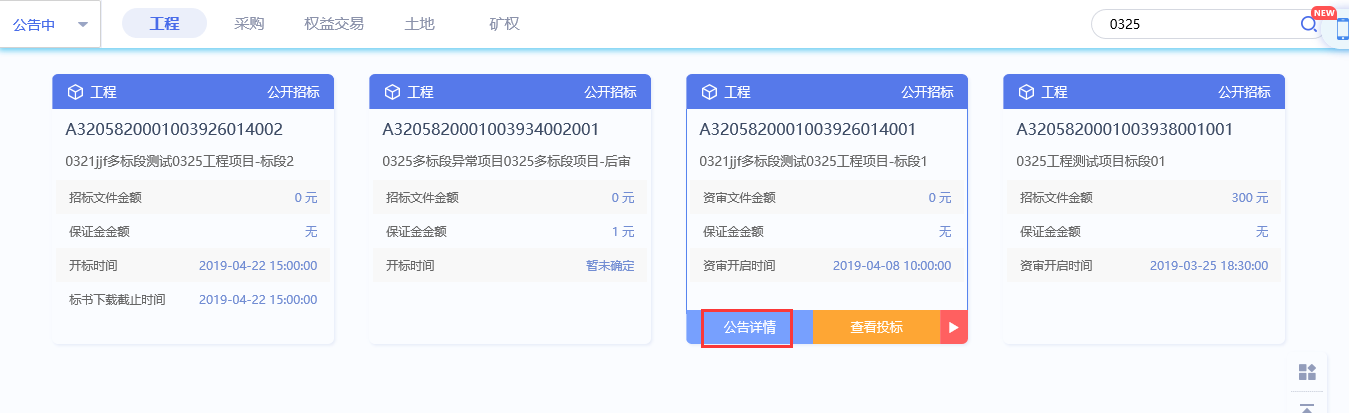 公告中
工程
采购
权益交易
土地
矿权
0325
NEW
工程
公开招标
A3205820001003926014002
0321jjf多标段测试0325工程项目-标段2
招标文件金额
0 元
保证金金额
无
开标时间
2019-04-22 15:00:00
标书下载截止时间
2019-04-22 15:00:00
工程
公开招标
A3205820001003934002001
0325多标段异常项目0325多标段项目-后审
招标文件金额
0 元
保证金金额
1 元
开标时间
暂未确定
工程
公开招标
A3205820001003926014001
0321jjf多标段测试0325工程项目-标段1
资审文件金额
0 元
保证金金额
无
资审开启时间
2019-04-08 10:00:00
公告详情
查看投标
工程
公开招标
A3205820001003938001001
0325工程测试项目标段01
招标文件金额
300 元
保证金金额
无
资审开启时间
2019-03-25 18:30:00